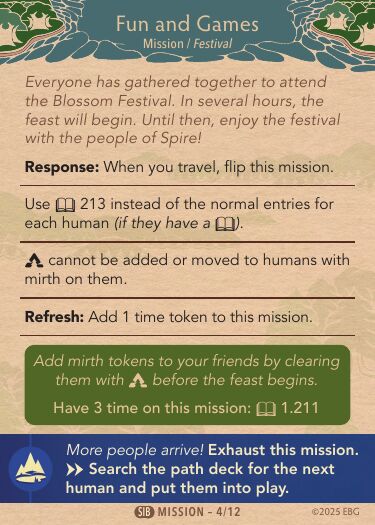 Fun and Games
Mission / Festival
Everyone has gathered together to attend
the Blossom Festival. In several hours, the
feast will begin. Until then, enjoy the festival
with the people of Spire!
Response: When you travel, flip this mission.
Use 213 instead of the normal entries for
each human (if they have a ).
cannot be added or moved to humans with
mirth on them.
Refresh: Add 1 time token to this mission.
Add mirth tokens to your friends by clearing
them with before the feast begins.
Have 3 time on this mission: 1.211
More people arrive! Exhaust this mission.
Search the path deck for the next
human and put them into play.
SIB MISSION – 4/12
©2025 EBG